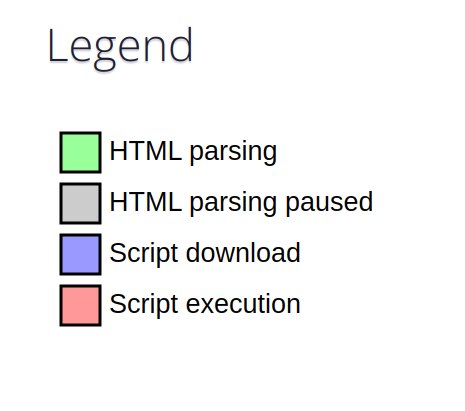 Legend
HTML parsing
HTML parsing paused
Script download
Script execution